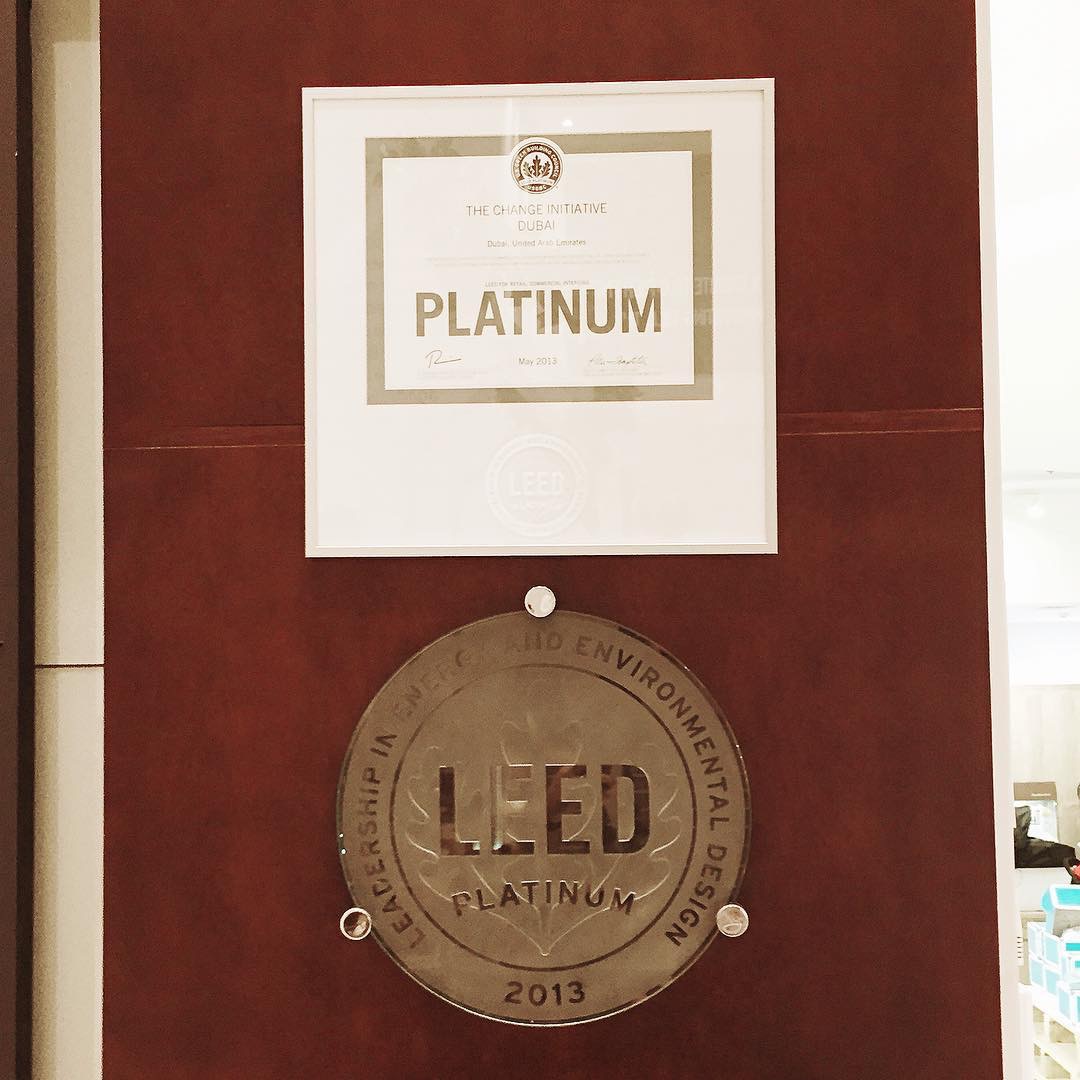 THE CHANGE INITIATIVE
DUBAI
Dubai, United Arab Emirates
LEED FOR RETAIL: COMMERCIAL INTERIORS
PLATINUM
May 2013
LEED
LEADERSHIP IN ENERGY AND ENVIRONMENTAL DESIGN
LEED
PLATINUM
2013